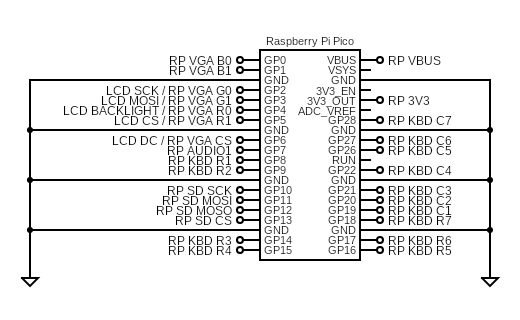 Raspberry Pi Pico
RP VGA B0 GP0 VBUS RP VBUS
RP VGA B1 GP1 VSYS
GND GND
LCD SCK / RP VGA G0 GP2 3V3_EN
LCD MOSI / RP VGA G1 GP3 3V3_OUT RP 3V3
LCD BACKLIGHT / RP VGA R0 GP4 ADC_VREF
LCD CS / RP VGA R1 GP5 GP28 RP KBD C7
GND GND
LCD DC / RP VGA CS GP6 GP27 RP KBD C6
RP AUDIO1 GP7 GP26 RP KBD C5
RP KBD R1 GP8 RUN
RP KBD R2 GP9 GP22 RP KBD C4
GND GND
RP SD SCK GP10 GP21 RP KBD C3
RP SD MOSI GP11 GP20 RP KBD C2
RP SD MOSO GP12 GP19 RP KBD C1
RP SD CS GP13 GP18 RP KBD R7
GND GND
RP KBD R3 GP14 GP17 RP KBD R6
RP KBD R4 GP15 GP16 RP KBD R5